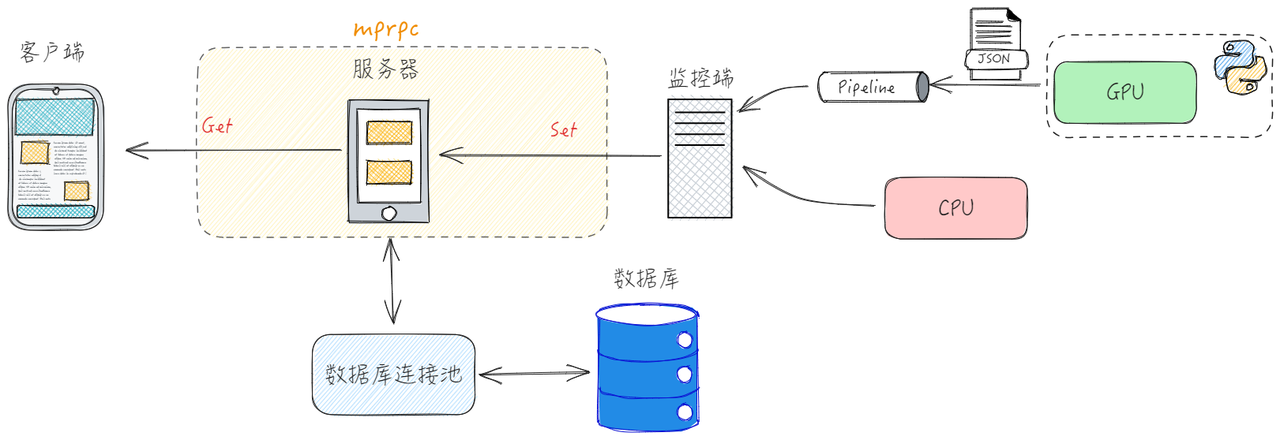 mprpc
客户端
服务器
监控端
JSON
Pipeline
GPU
Get
Set
CPU
数据库
数据库连接池